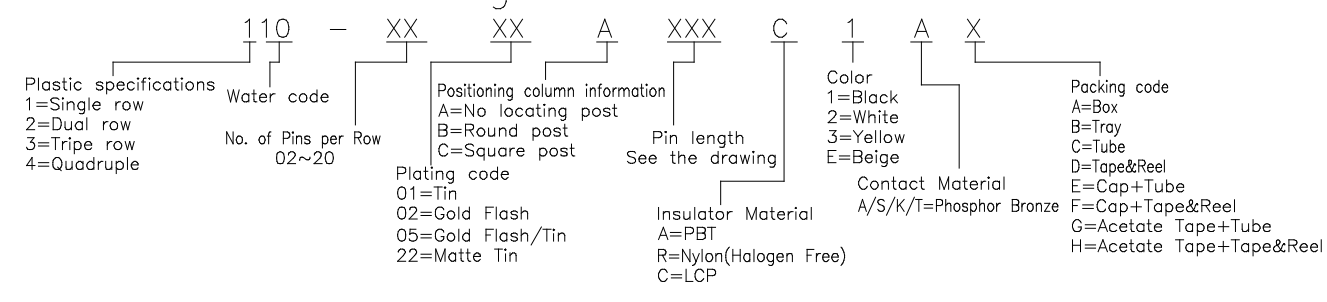 110 - XX XX A XXX C 1 A X
Plastic specifications
1=Single row
2=Dual row
3=Tripe row
4=Quadruple
Water code
No. of Pins per Row
02~20
Plating code
01=Tin
02=Gold Flash
05=Gold Flash/Tin
22=Matte Tin
Positioning column information
A=No locating post
B=Round post
C=Square post
Pin length
See the drawing
Insulator Material
A=PBT
R=Nylon(Halogen Free)
C=LCP
Color
1=Black
2=White
3=Yellow
E=Beige
Contact Material
A/S/K/T=Phosphor Bronze
Packing code
A=Box
B=Tray
C=Tube
D=Tape&Reel
E=Cap+Tube
F=Cap+Tape&Reel
G=Acetate Tape+Tube
H=Acetate Tape+Tape&Reel